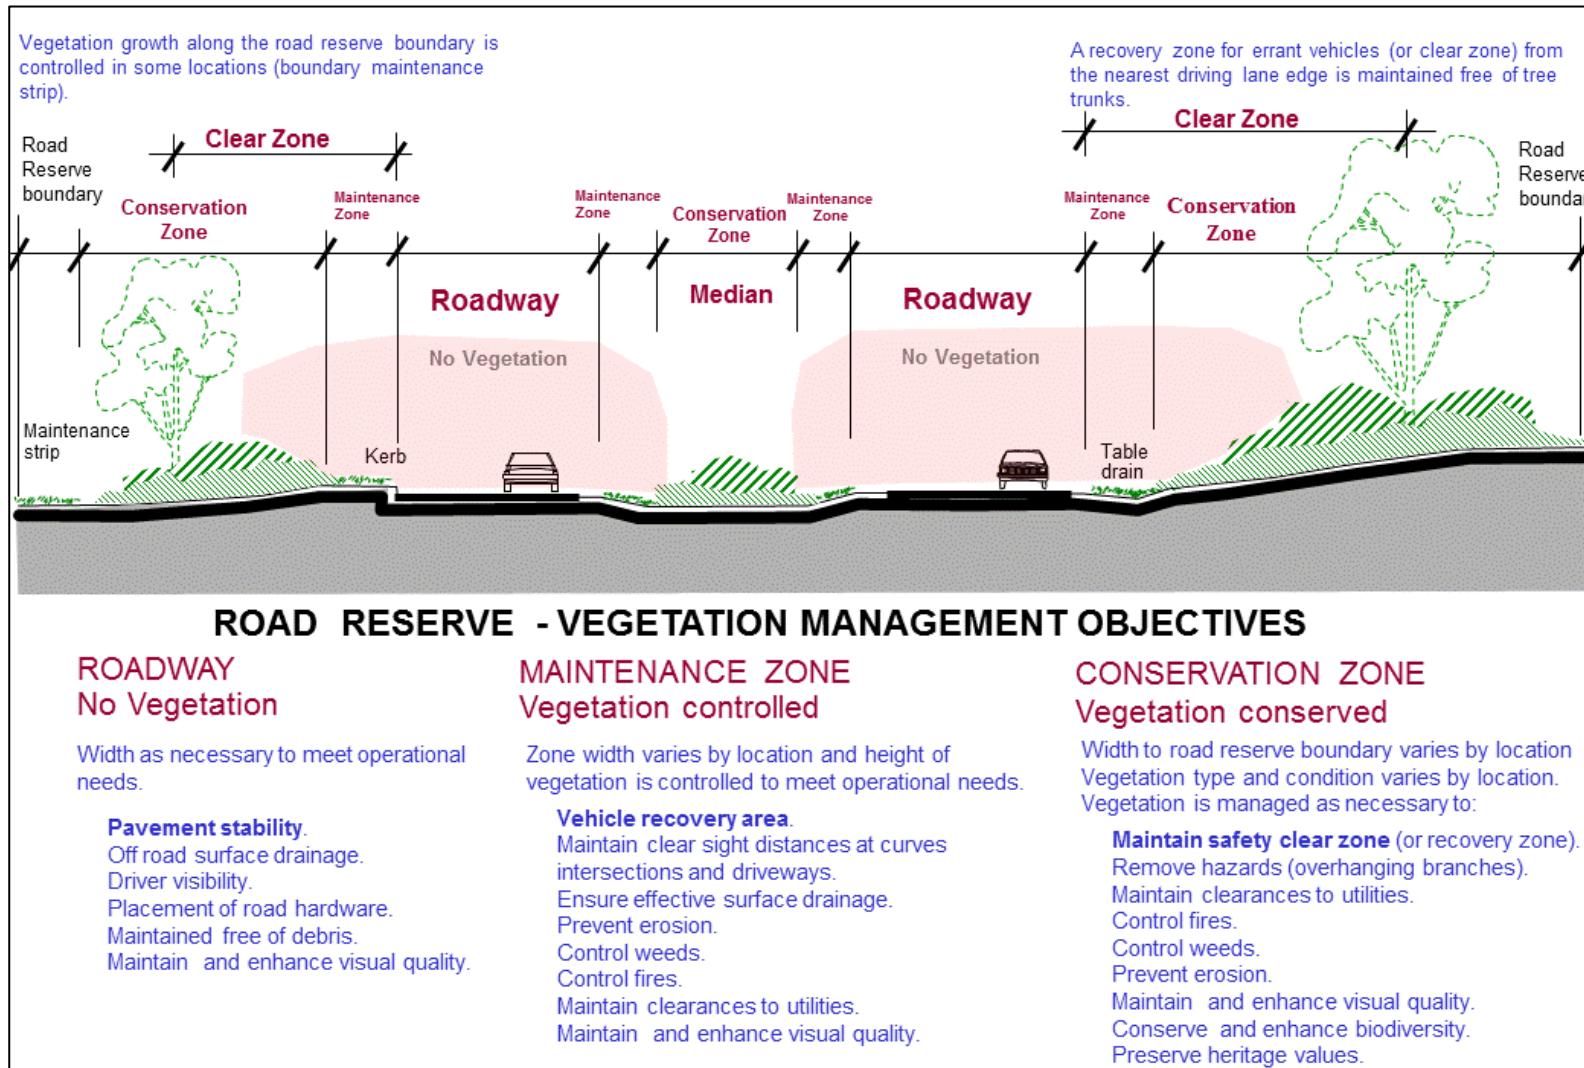 Vegetation growth along the road reserve boundary is
controlled in some locations (boundary maintenance
strip).
A recovery zone for errant vehicles (or clear zone) from
the nearest driving lane edge is maintained free of tree
trunks.
Clear Zone
Clear Zone
Road
Reserve
boundary
Road
Reserve
boundar
Conservation
Zone
Maintenance
Zone
Maintenance
Zone
Conservation
Zone
Maintenance
Zone
Maintenance
Zone
Conservation
Zone
Roadway
Median
Roadway
No Vegetation
No Vegetation
Maintenance
strip
Kerb
Table
drain
ROAD RESERVE - VEGETATION MANAGEMENT OBJECTIVES
ROADWAY
No Vegetation
Width as necessary to meet operational
needs.
Pavement stability.
Off road surface drainage.
Driver visibility.
Placement of road hardware.
Maintained free of debris.
Maintain and enhance visual quality.
MAINTENANCE ZONE
Vegetation controlled
Zone width varies by location and height of
vegetation is controlled to meet operational needs.
Vehicle recovery area.
Maintain clear sight distances at curves
intersections and driveways.
Ensure effective surface drainage.
Prevent erosion.
Control weeds.
Control fires.
Maintain clearances to utilities.
Maintain and enhance visual quality.
CONSERVATION ZONE
Vegetation conserved
Width to road reserve boundary varies by location
Vegetation type and condition varies by location.
Vegetation is managed as necessary to:
Maintain safety clear zone (or recovery zone).
Remove hazards (overhanging branches).
Maintain clearances to utilities.
Control fires.
Control weeds.
Prevent erosion.
Maintain and enhance visual quality.
Conserve and enhance biodiversity.
Preserve heritage values.